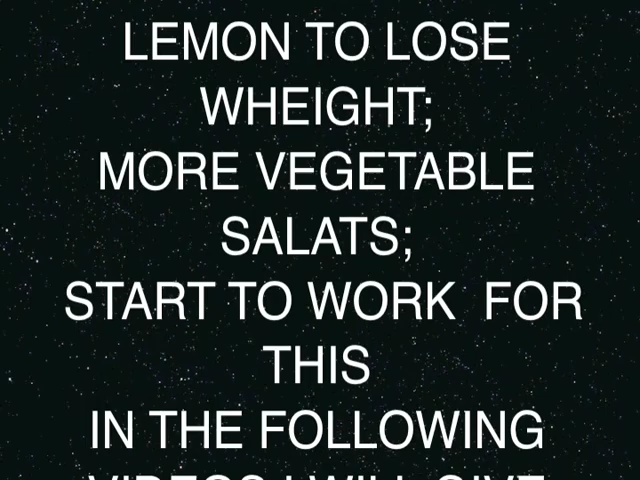 LEMON TO LOSE
WHEIGHT;
MORE VEGETABLE
SALATS;
START TO WORK  FOR
THIS
IN THE FOLLOWING
VIDEOS I WILL GIVE